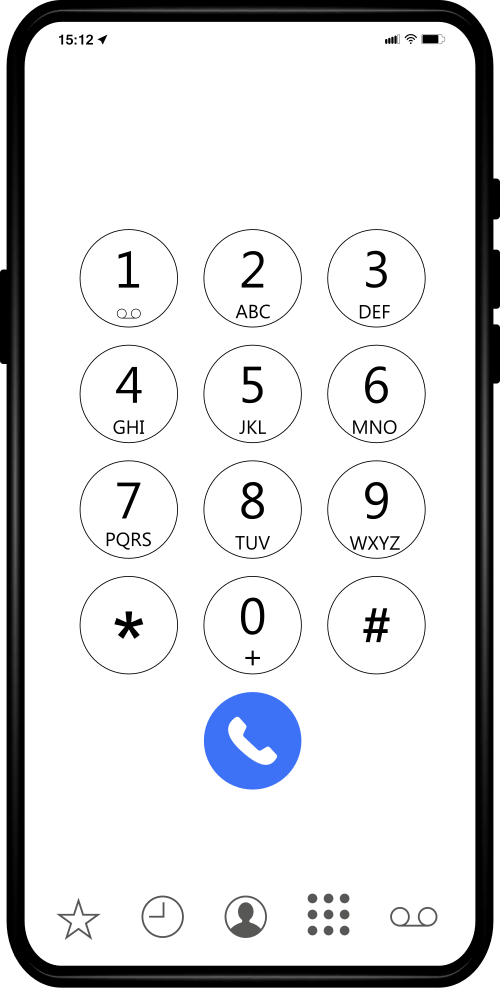 15:12
1 2 3
ABC DEF
4 5 6
GHI JKL MNO
7 8 9
PQRS TUV WXYZ
* 0 #
+